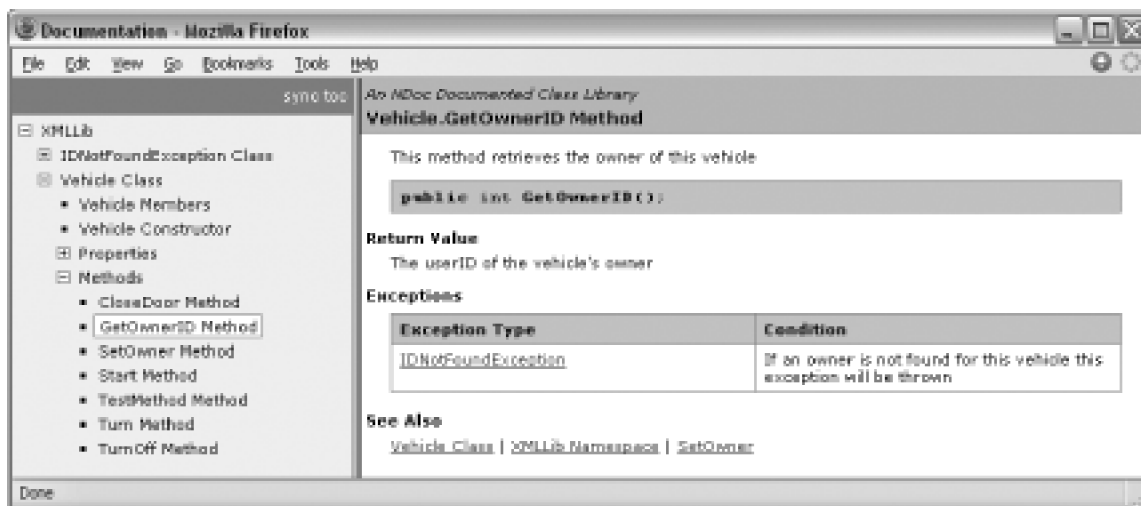 Documentation - Mozilla Firefox
File Edit View Go Bookmarks Tools Help
sync toc
XMLLib
IDNotFoundException Class
Vehicle Class
Vehicle Members
Vehicle Constructor
Properties
Methods
CloseDoor Method
GetOwnerID Method
SetOwner Method
Start Method
TestMethod Method
Turn Method
TurnOff Method
An NDoc Documented Class Library
Vehicle.GetOwnerID Method
This method retrieves the owner of this vehicle
public int GetOwnerID();
Return Value
The userID of the vehicle's owner
Exceptions
Exception Type Condition
IDNotFoundException If an owner is not found for this vehicle this
exception will be thrown
See Also
Vehicle Class | XMLLib Namespace | SetOwner
Done